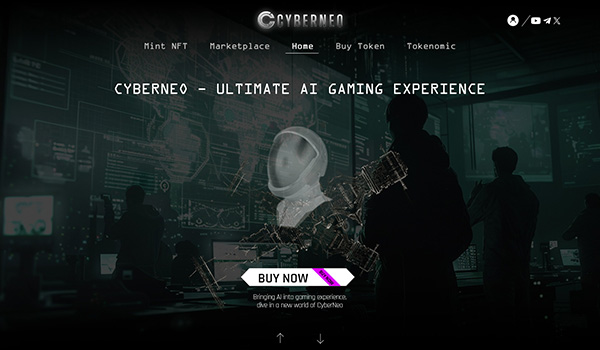 CYBERNEO
Mint NFT Marketplace Home Buy Token Tokenomic
CYBERNEO - ULTIMATE AI GAMING EXPERIENCE
BUY NOW
Bringing AI into gaming experience,
dive in a new world of CyberNeo